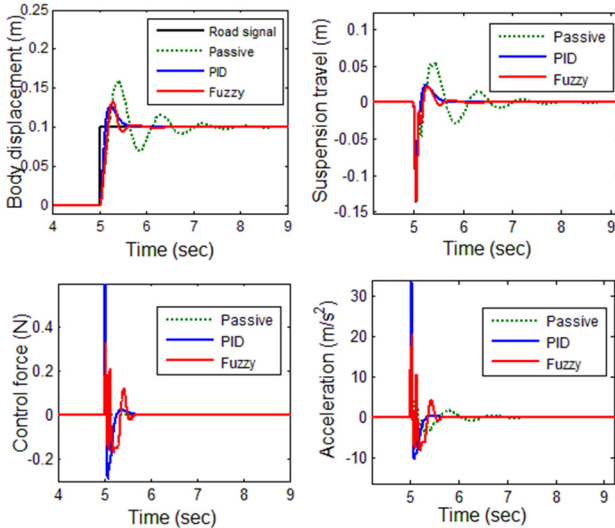 Body displacement (m)
0.25
0.2
0.15
0.1
0.05
0
Road signal
Passive
PID
Fuzzy
4 5 6 7 8 9
Time (sec)
Suspension travel (m)
0.1
0.05
0
-0.05
-0.1
-0.15
Passive
PID
Fuzzy
5 6 7 8 9
Time (sec)
Control force (N)
0.4
0.2
0
-0.2
Passive
PID
Fuzzy
4 5 6 7 8 9
Time (sec)
Acceleration (m/s²)
30
20
10
0
-10
Passive
PID
Fuzzy
5 6 7 8 9
Time (sec)